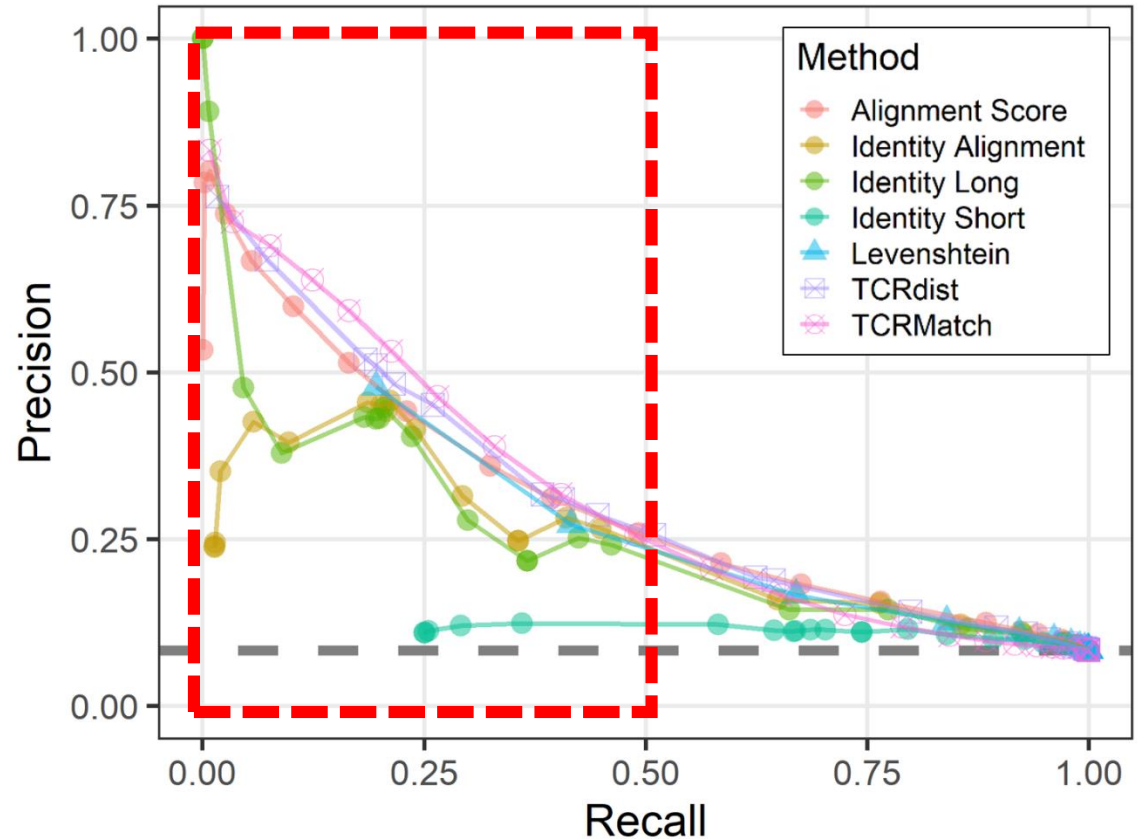 1.00
0.75
0.50
0.25
0.00
Precision
Method
Alignment Score
Identity Alignment
Identity Long
Identity Short
Levenshtein
TCRdist
TCRMatch
0.00 0.25 0.50 0.75 1.00
Recall